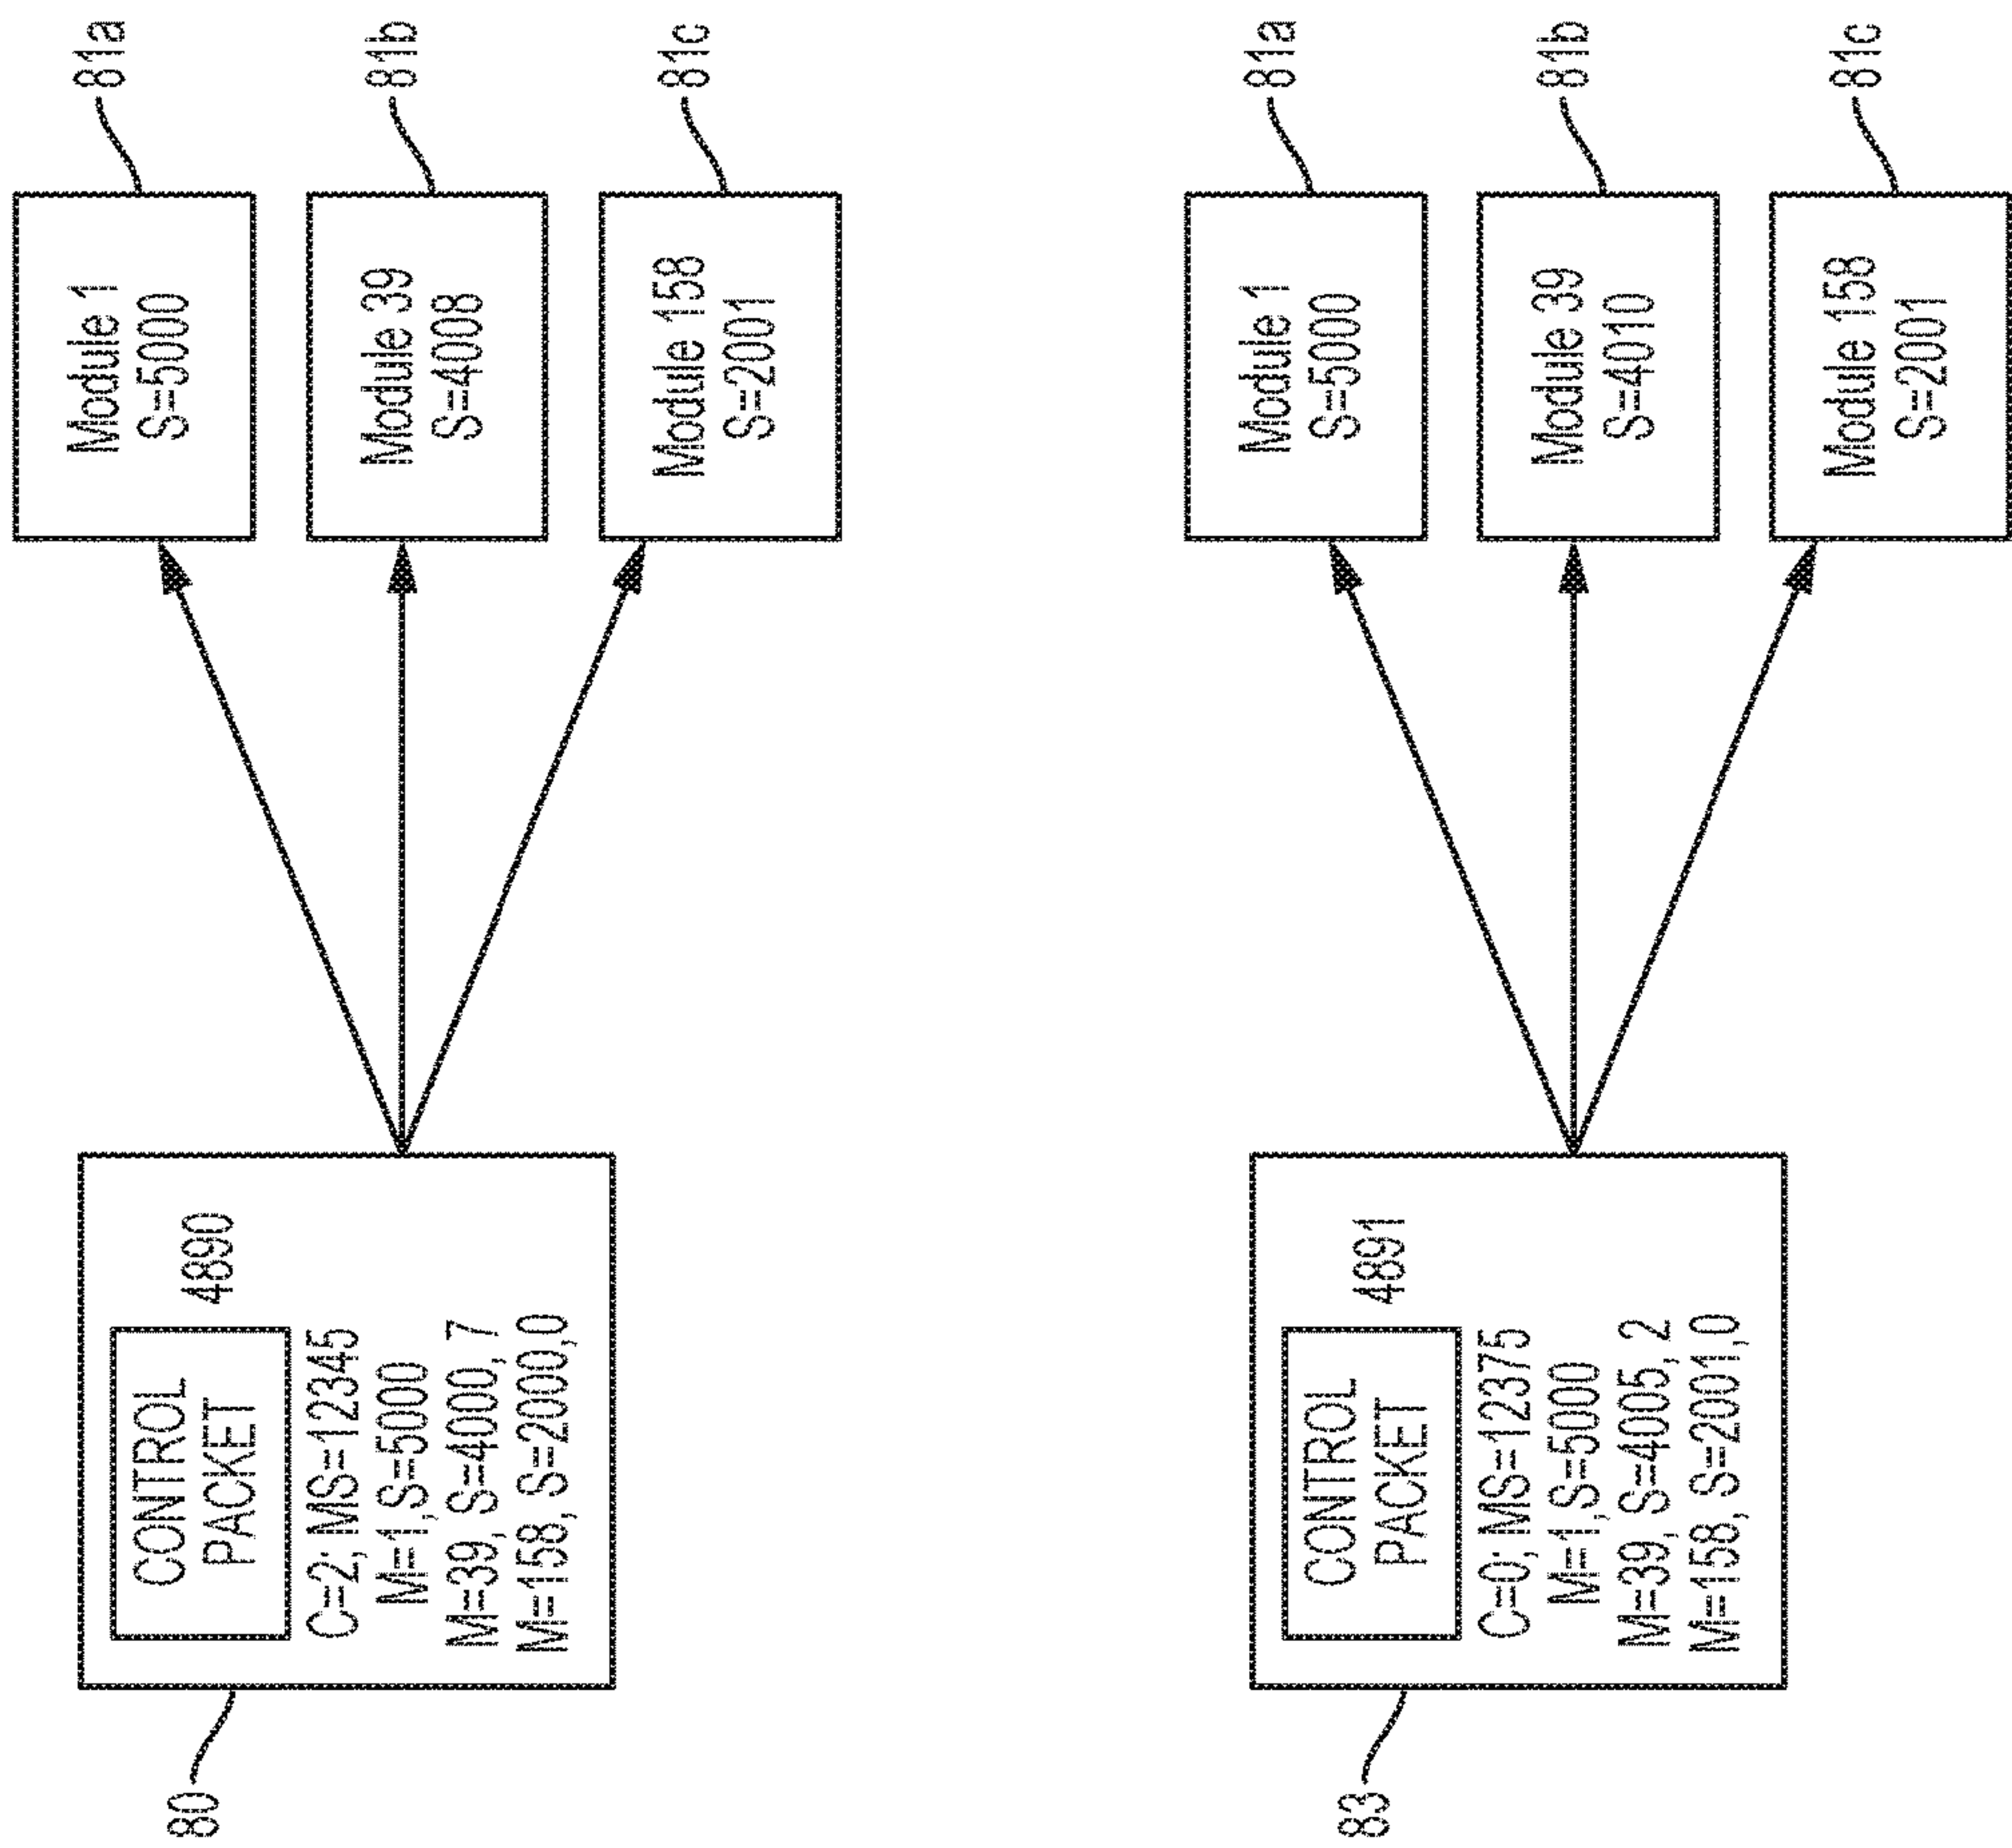 80
CONTROL
PACKET
4890
C=2; MS=12345
M=1,S=5000
M=39, S=4000,7
M=158, S=2000,0
Module 1
S=5000
81a
Module 39
S=4008
81b
Module 158
S=2001
81c
83
CONTROL
PACKET
4891
C=0; MS=12375
M=1,S=5000
M=39, S=4005, 2
M=158, S=2001,0
Module 1
S=5000
81a
Module 39
S=4010
81b
Module 158
S=2001
81c